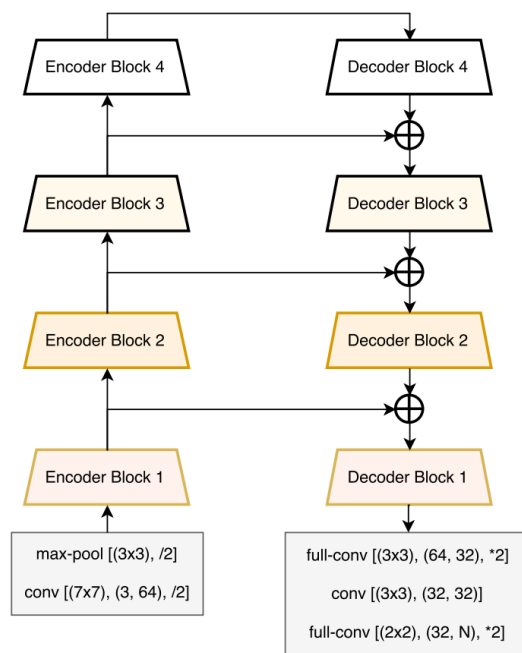 Encoder Block 4
Decoder Block 4
Encoder Block 3
Decoder Block 3
Encoder Block 2
Decoder Block 2
Encoder Block 1
Decoder Block 1
max-pool [(3x3), /2]
conv [(7x7), (3, 64), /2]
full-conv [(3x3), (64, 32), *2]
conv [(3x3), (32, 32)]
full-conv [(2x2), (32, N), *2]